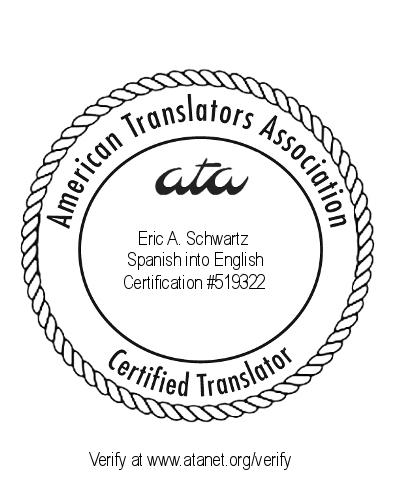 American Translators Association
ata
Eric A. Schwartz
Spanish into English
Certification #519322
Certified Translator
Verify at www.atanet.org/verify